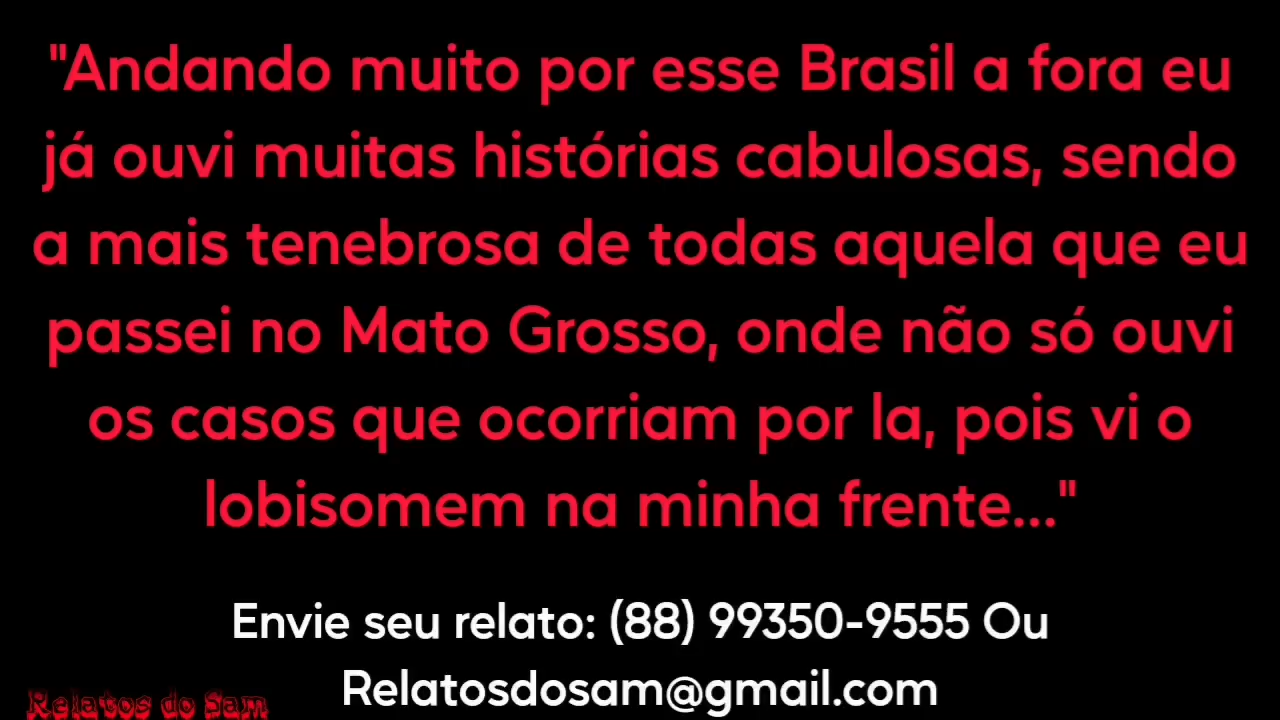 "Andando muito por esse Brasil a fora eu
já ouvi muitas histórias cabulosas, sendo
a mais tenebrosa de todas aquela que eu
passei no Mato Grosso, onde não só ouvi
os casos que ocorriam por la, pois vi o
lobisomem na minha frente..."
Envie seu relato: (88) 99350-9555 Ou
Relatosdosam@gmail.com
Relatos do Sam